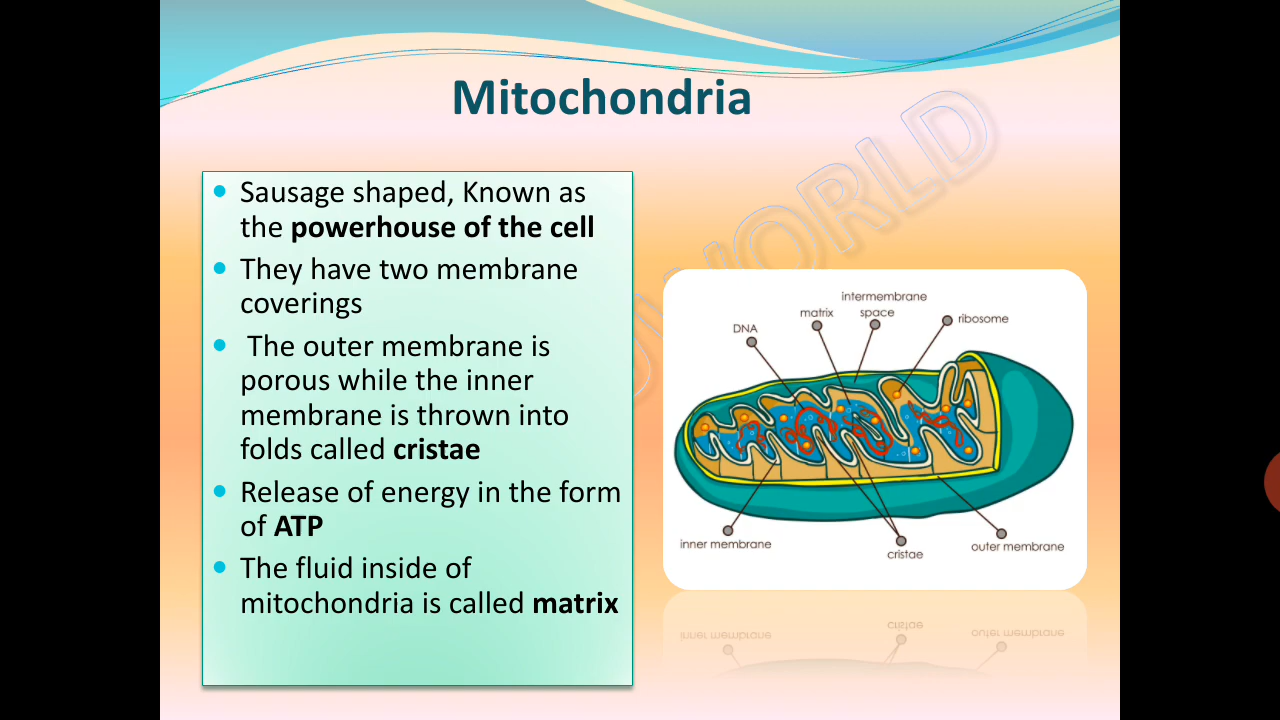 Mitochondria
Sausage shaped, Known as
the powerhouse of the cell
They have two membrane
coverings
The outer membrane is
porous while the inner
membrane is thrown into
folds called cristae
Release of energy in the form
of ATP
The fluid inside of
mitochondria is called matrix
WORLD
intermembrane
space
matrix
ribosome
DNA
inner membrane
cristae
outer membrane